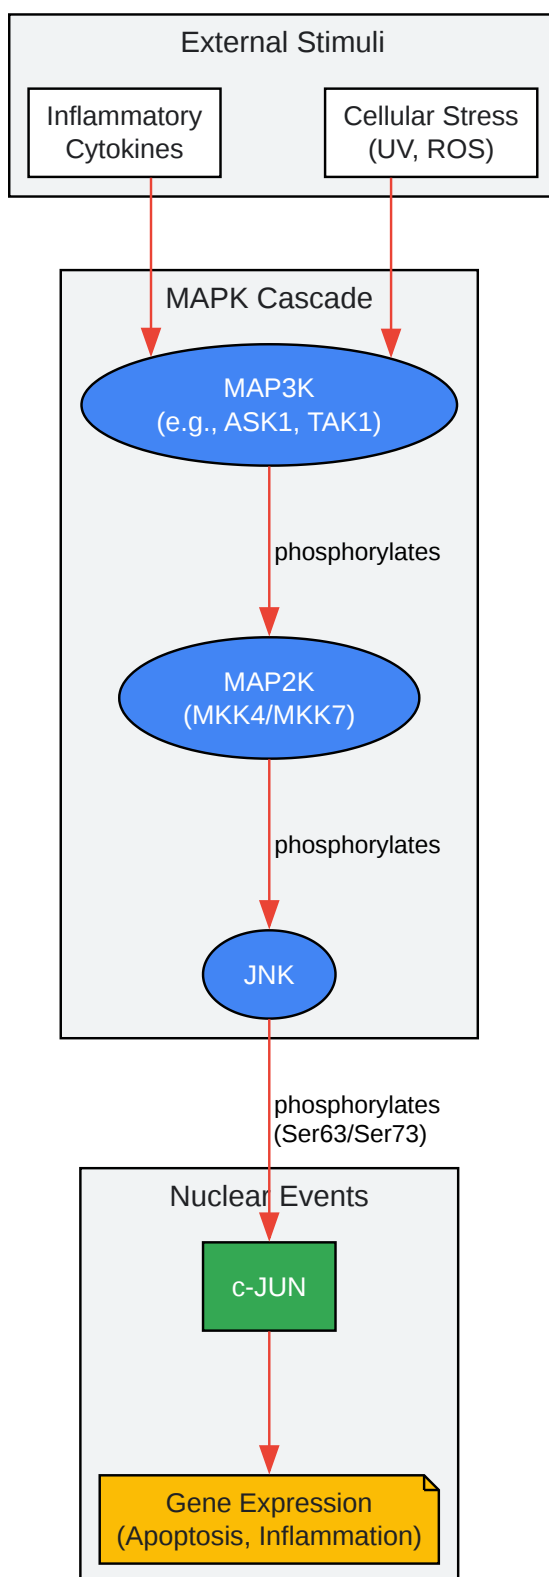 External Stimuli
Inflammatory
Cytokines
Cellular Stress
(UV, ROS)
MAPK Cascade
MAP3K
(e.g., ASK1, TAK1)
phosphorylates
MAP2K
(MKK4/MKK7)
phosphorylates
JNK
phosphorylates
(Ser63/Ser73)
Nuclear Events
c-JUN
Gene Expression
(Apoptosis, Inflammation)